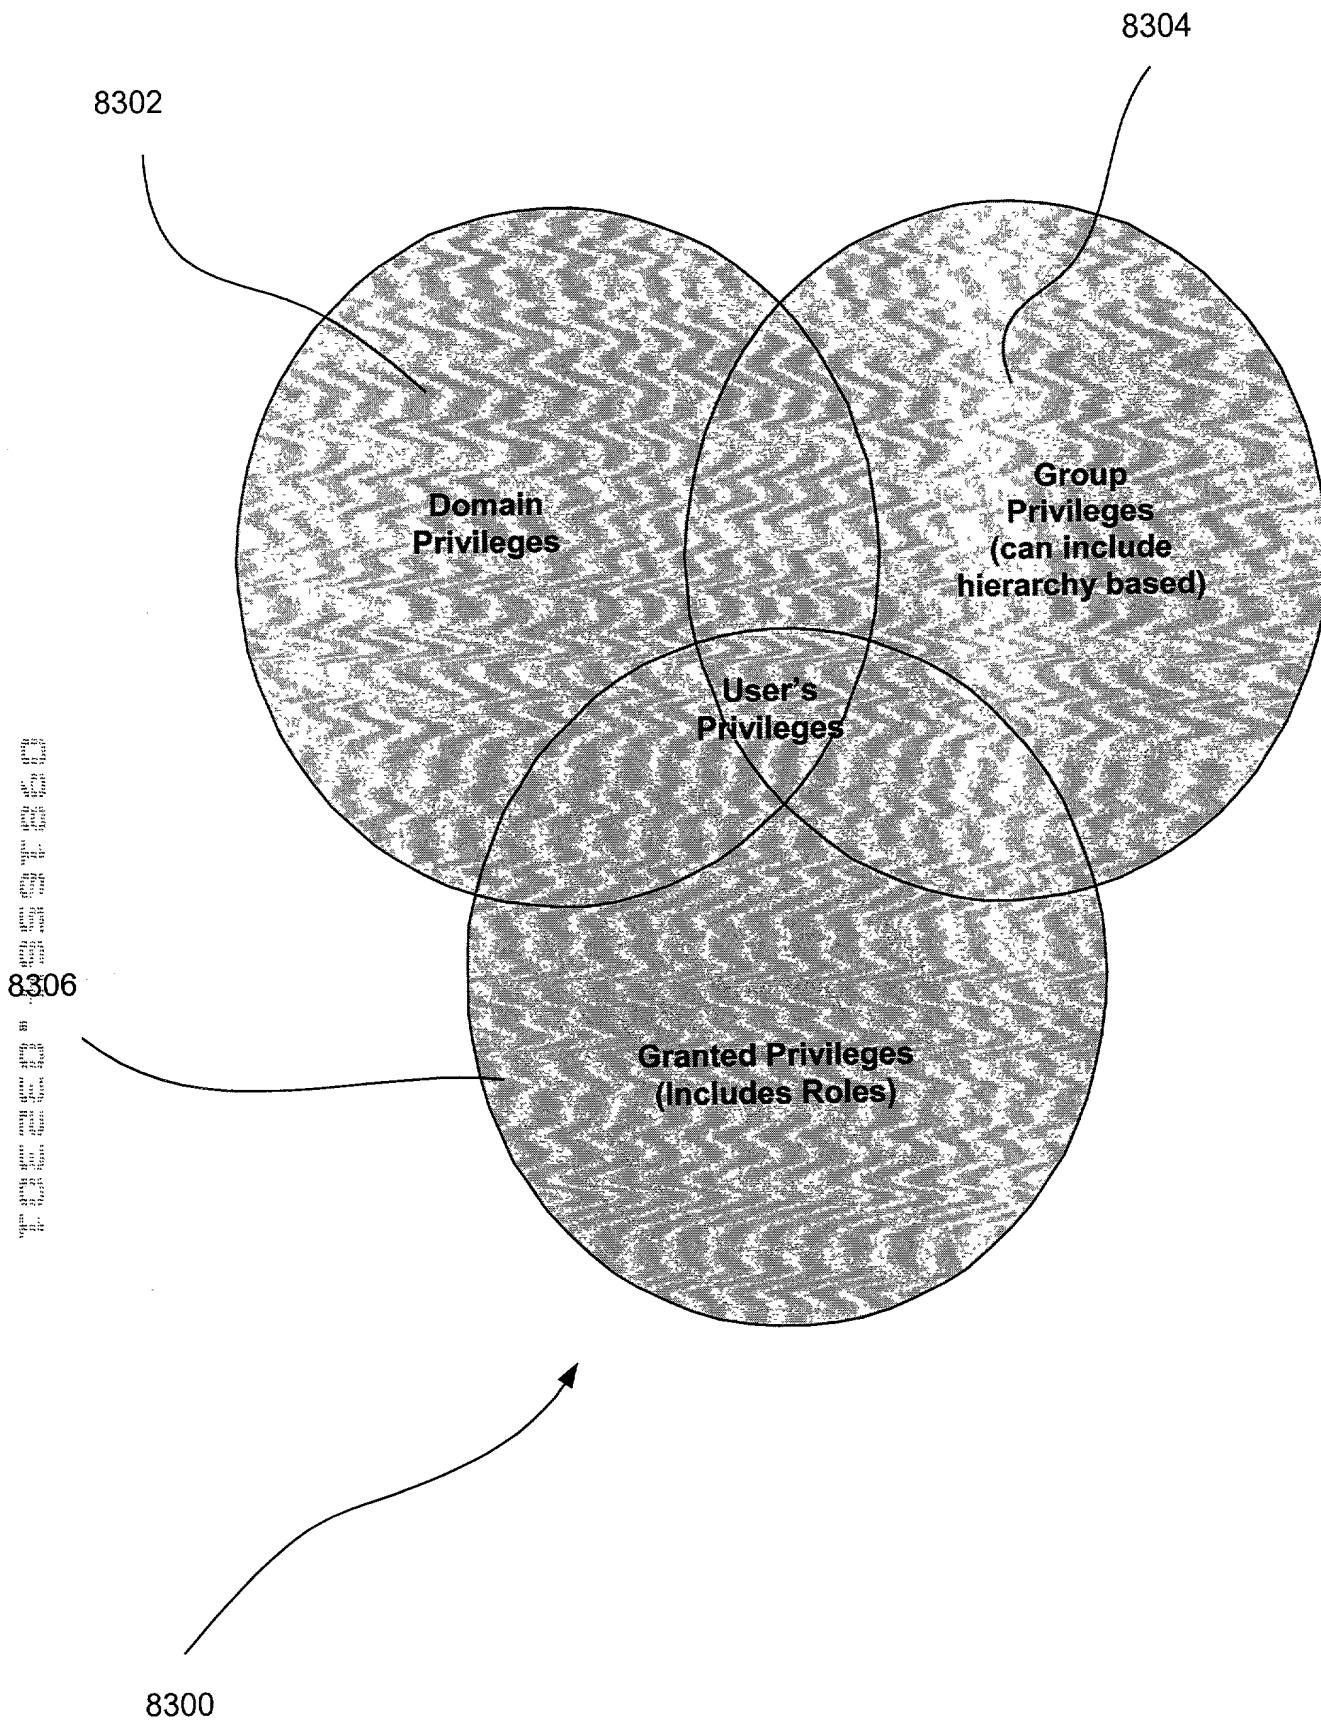 8304
8302
Domain
Privileges
Group
Privileges
(can include
hierarchy based)
User's
Privileges
8306
Granted Privileges
(Includes Roles)
8300